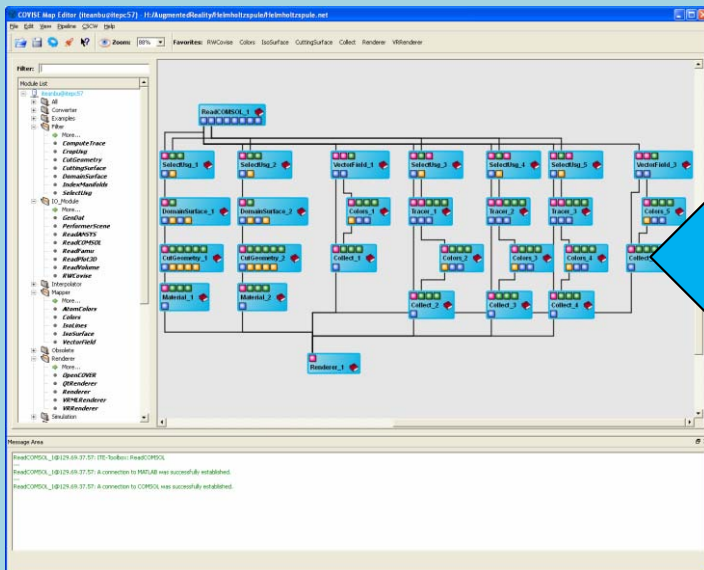 COVISE Map Editor (iteanbu@itepc57) - H:/AugmentedReality/Helmholtzspule/Helmholtzspule.net
File Edit View Pipeline CSCW Help
Zoom: 88% Favorites: RWCovise Colors IsoSurface CuttingSurface Collect Renderer VRRenderer
Filter:
Module List
iteanbu@itepc57
All
Converter
Examples
Filter
More...
ComputeTrace
CropUsg
CutGeometry
CuttingSurface
DomainSurface
IndexManifolds
SelectUsg
IO_Module
More...
GenDat
PerformerScene
ReadANSYS
ReadCOMSOL
ReadFamu
ReadPlot3D
ReadVolume
RWCovise
Interpolator
Mapper
More...
AtomColors
Colors
IsoLines
IsoSurface
VectorField
Obsolete
Renderer
More...
OpenCOVER
QtRenderer
Renderer
VRMLRenderer
VRRenderer
Simulation
ReadCOMSOL_1
SelectUsg_1 SelectUsg_2 VectorField_1 SelectUsg_3 SelectUsg_4 SelectUsg_5 VectorField_3
DomainSurface_1 DomainSurface_2 Colors_1 Tracer_1 Tracer_2 Tracer_3 Colors_5
CutGeometry_1 CutGeometry_2 Collect_1 Colors_2 Colors_3 Colors_4 Collect
Material_1 Material_2 Collect_2 Collect_3 Collect_4
Renderer_1
Message Area
ReadCOMSOL_1@129.69.37.57: ITE-Toolbox: ReadCOMSOL
---
ReadCOMSOL_1@129.69.37.57: A connection to MATLAB was successfully established.
---
ReadCOMSOL_1@129.69.37.57: A connection to COMSOL was successfully established.